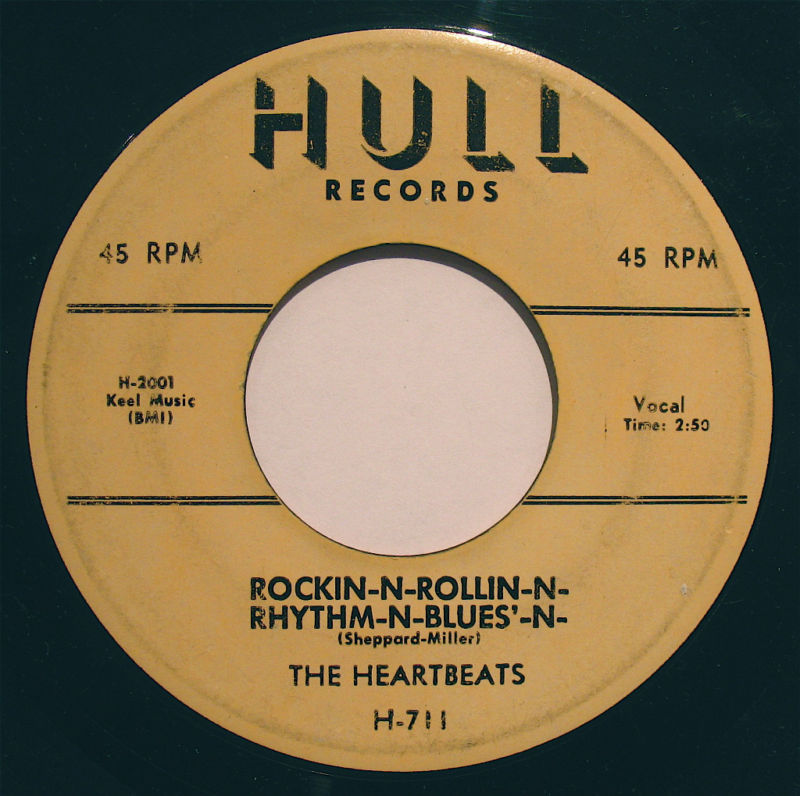 HULL
RECORDS
45 RPM
45 RPM
H-2001
Keel Music
(BMI)
Vocal
Time: 2:50
ROCKIN-N-ROLLIN-N-
RHYTHM-N-BLUES'-N-
(Sheppard-Miller)
THE HEARTBEATS
H-711